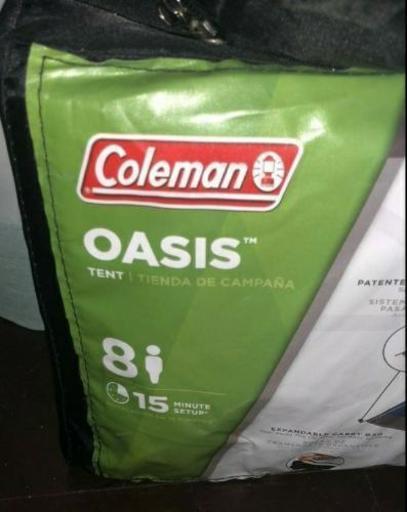 Coleman
OASIS™
TENT | TIENDA DE CAMPAÑA
8
15 MINUTE
SETUP*
PATENTE
SISTEM
PASA
EXPANDABLE CARRY BAG